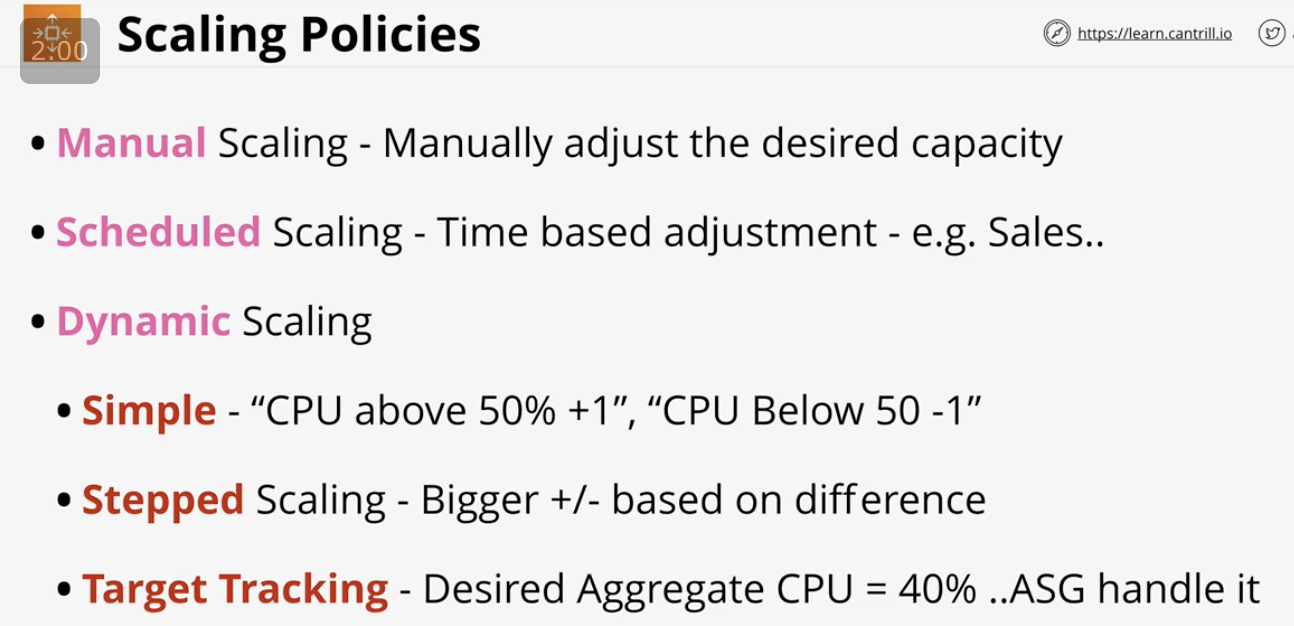 2:00
Scaling Policies
https://learn.cantrill.io
• Manual Scaling - Manually adjust the desired capacity
• Scheduled Scaling - Time based adjustment - e.g. Sales..
• Dynamic Scaling
• Simple - “CPU above 50% +1”, “CPU Below 50 -1”
• Stepped Scaling - Bigger +/- based on difference
• Target Tracking - Desired Aggregate CPU = 40% ..ASG handle it